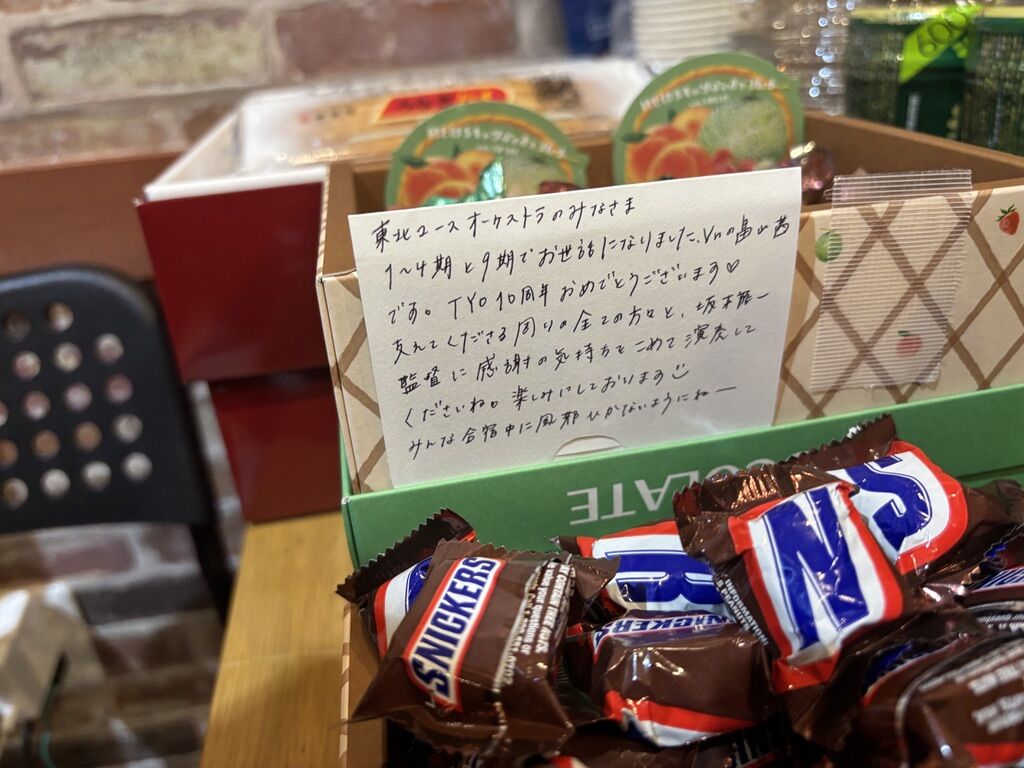 東北ユースオーケストラのみなさま
1〜4期と9期でお世話になりました、Vnの畠山茜
です。TYO10周年おめでとうございます♡
支えてくださる周りの全ての方々と、坂本龍一
監督に感謝の気持ちをこめて演奏して
くださいね。楽しみにしております
みんな合宿中に風邪ひかないようにねー
600
LATE
SNICKERS
S
N
R
SNICKERS